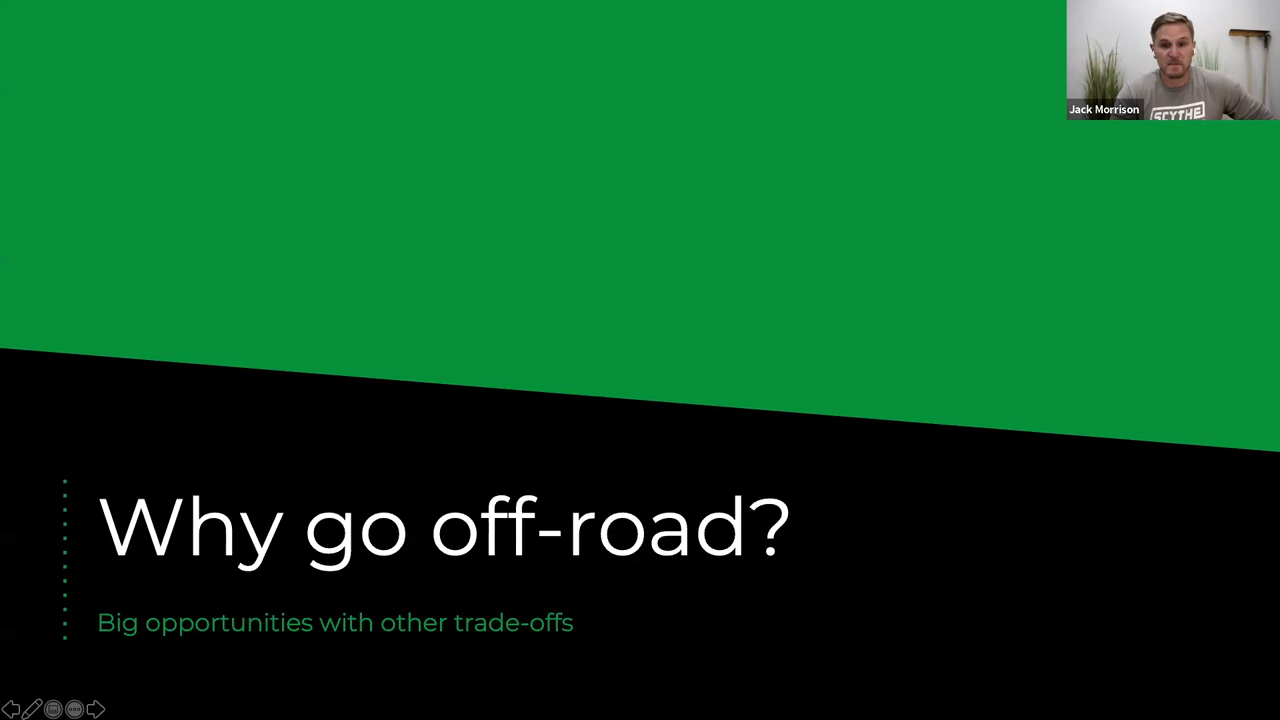 SCYTHE
Jack Morrison
Why go off-road?
Big opportunities with other trade-offs